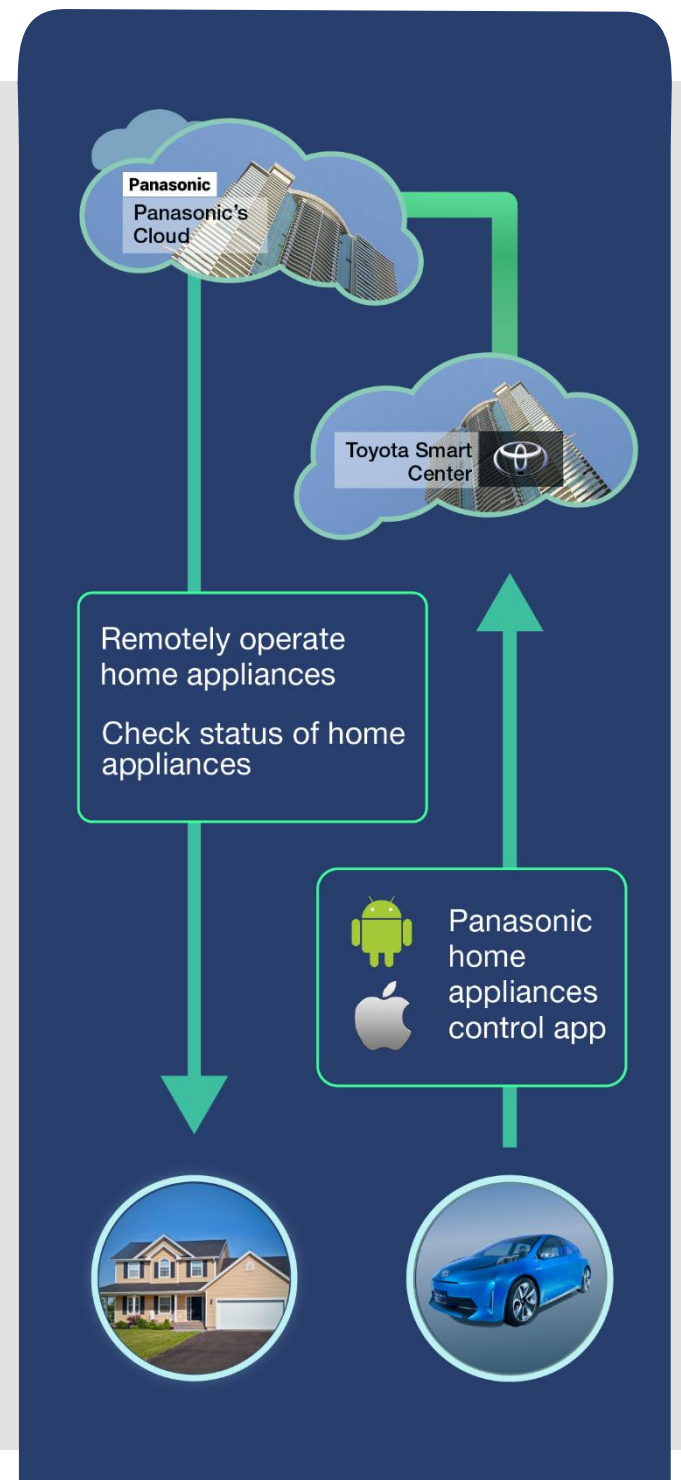 Panasonic
Panasonic's
Cloud
Toyota Smart
Center
Remotely operate
home appliances
Check status of home
appliances
Panasonic
home
appliances
control app